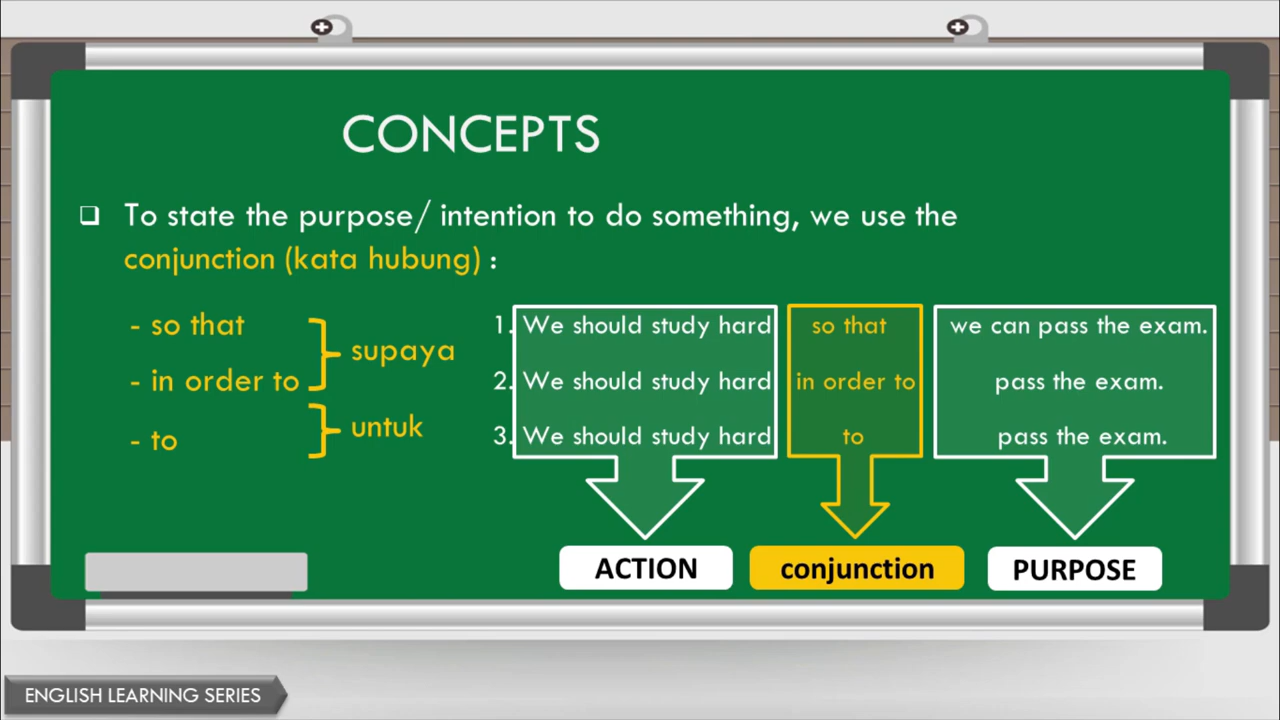 CONCEPTS
❑ To state the purpose/ intention to do something, we use the
conjunction (kata hubung) :
- so that
- in order to
- to
supaya
untuk
1. We should study hard so that we can pass the exam.
2. We should study hard in order to pass the exam.
3. We should study hard to pass the exam.
ACTION conjunction PURPOSE
ENGLISH LEARNING SERIES